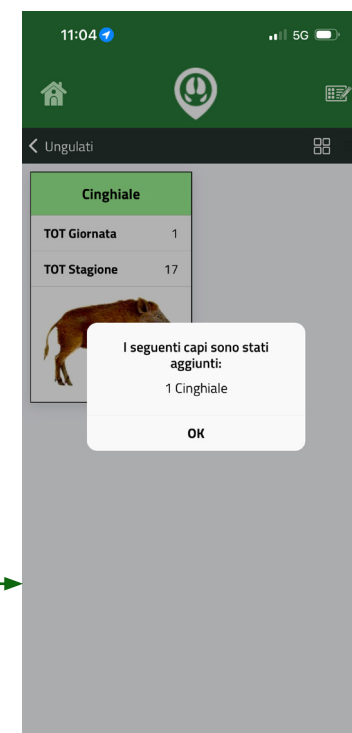 11:04 5G
Ungulati
Cinghiale
TOT Giornata 1
TOT Stagione 17
I seguenti capi sono stati
aggiunti:
1 Cinghiale
OK